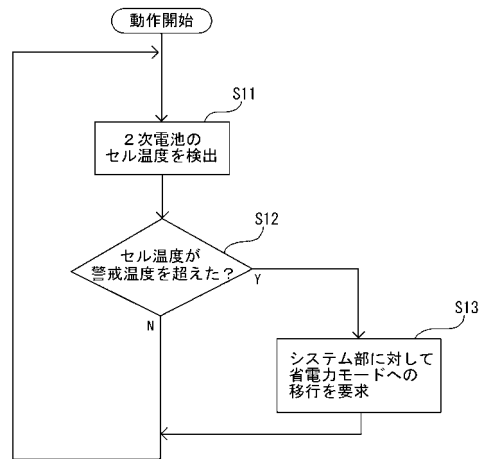 動作開始
S11
2次電池の
セル温度を検出
S12
セル温度が
警戒温度を超えた?
Y
N
S13
システム部に対して
省電力モードへの
移行を要求